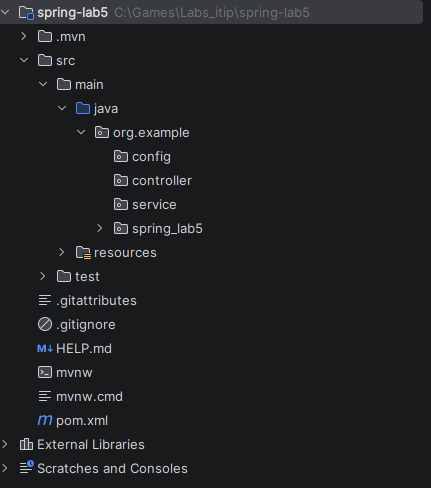 spring-lab5 C:\Games\Labs_itip\spring-lab5
.mvn
src
main
java
org.example
config
controller
service
spring_lab5
resources
test
.gitattributes
.gitignore
M↓ HELP.md
mvnw
mvnw.cmd
m pom.xml
External Libraries
Scratches and Consoles